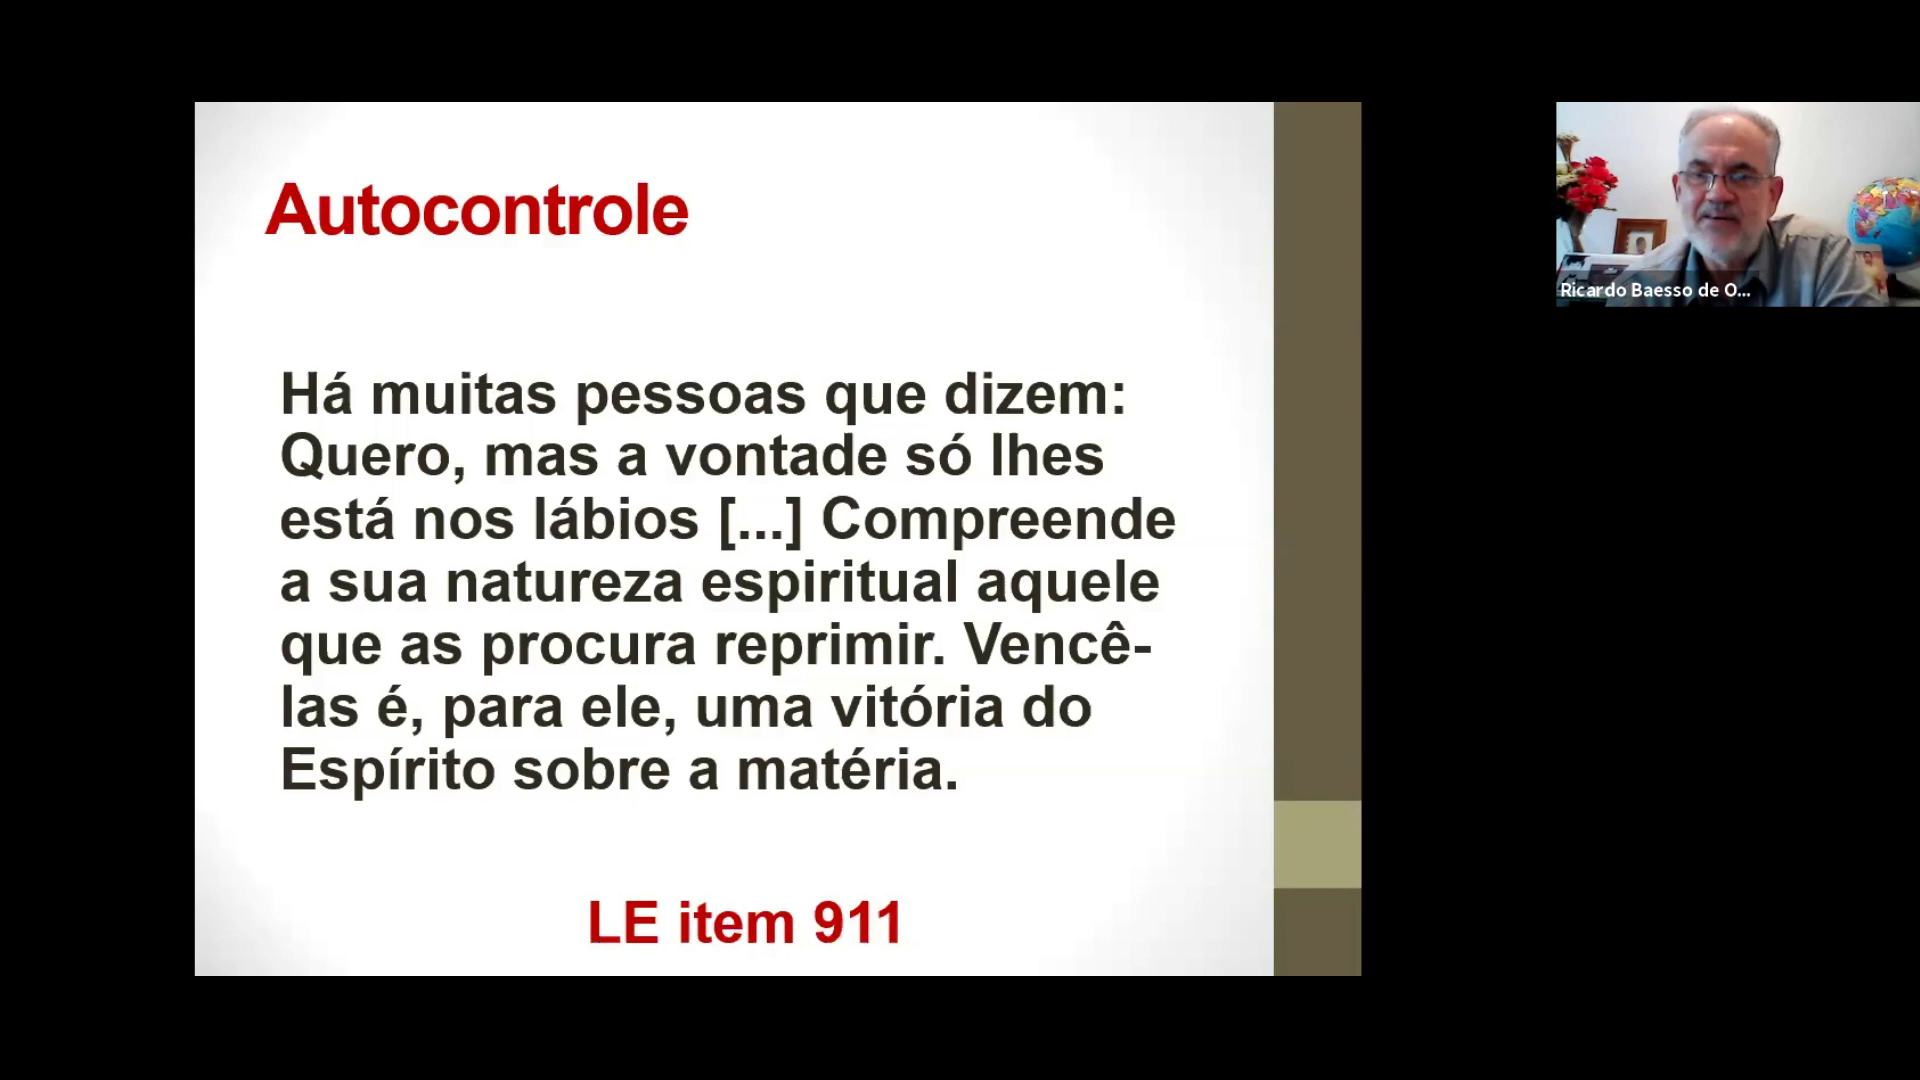 Autocontrole
Há muitas pessoas que dizem:
Quero, mas a vontade só lhes
está nos lábios [...] Compreende
a sua natureza espiritual aquele
que as procura reprimir. Vencê-
las é, para ele, uma vitória do
Espírito sobre a matéria.
LE item 911
Ricardo Baesso de O...